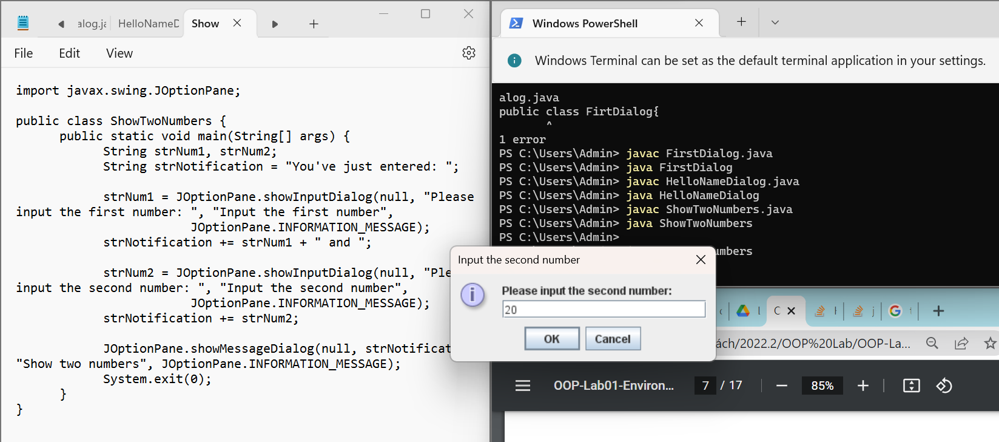 alog.ja
HelloNameD
Show
File
Edit
View
import javax.swing.JOptionPane;
public class ShowTwoNumbers {
public static void main(String[] args) {
String strNum1, strNum2;
String strNotification = "You've just entered: ";
strNum1 = JOptionPane.showInputDialog(null, "Please
input the first number: ", "Input the first number",
JOptionPane.INFORMATION_MESSAGE);
strNotification += strNum1 + " and ";
strNum2 = JOptionPane.showInputDialog(null, "Ple
input the second number: ", "Input the second number",
JOptionPane.INFORMATION_MESSAGE);
strNotification += strNum2;
JOptionPane.showMessageDialog(null, strNotificat
"Show two numbers", JOptionPane.INFORMATION_MESSAGE);
System.exit(0);
}
}
Windows PowerShell
Windows Terminal can be set as the default terminal application in your settings.
alog.java
public class FirtDialog{
^
1 error
PS C:\Users\Admin> javac FirstDialog.java
PS C:\Users\Admin> java FirstDialog
PS C:\Users\Admin> javac HelloNameDialog.java
PS C:\Users\Admin> java HelloNameDialog
PS C:\Users\Admin> javac ShowTwoNumbers.java
PS C:\Users\Admin> java ShowTwoNumbers
PS C:\Users\Admin>
umbers
Input the second number
Please input the second number:
20
OK
Cancel
C
ách/2022.2/OOP%20Lab/OOP-La...
OOP-Lab01-Environ...
7 / 17
85%